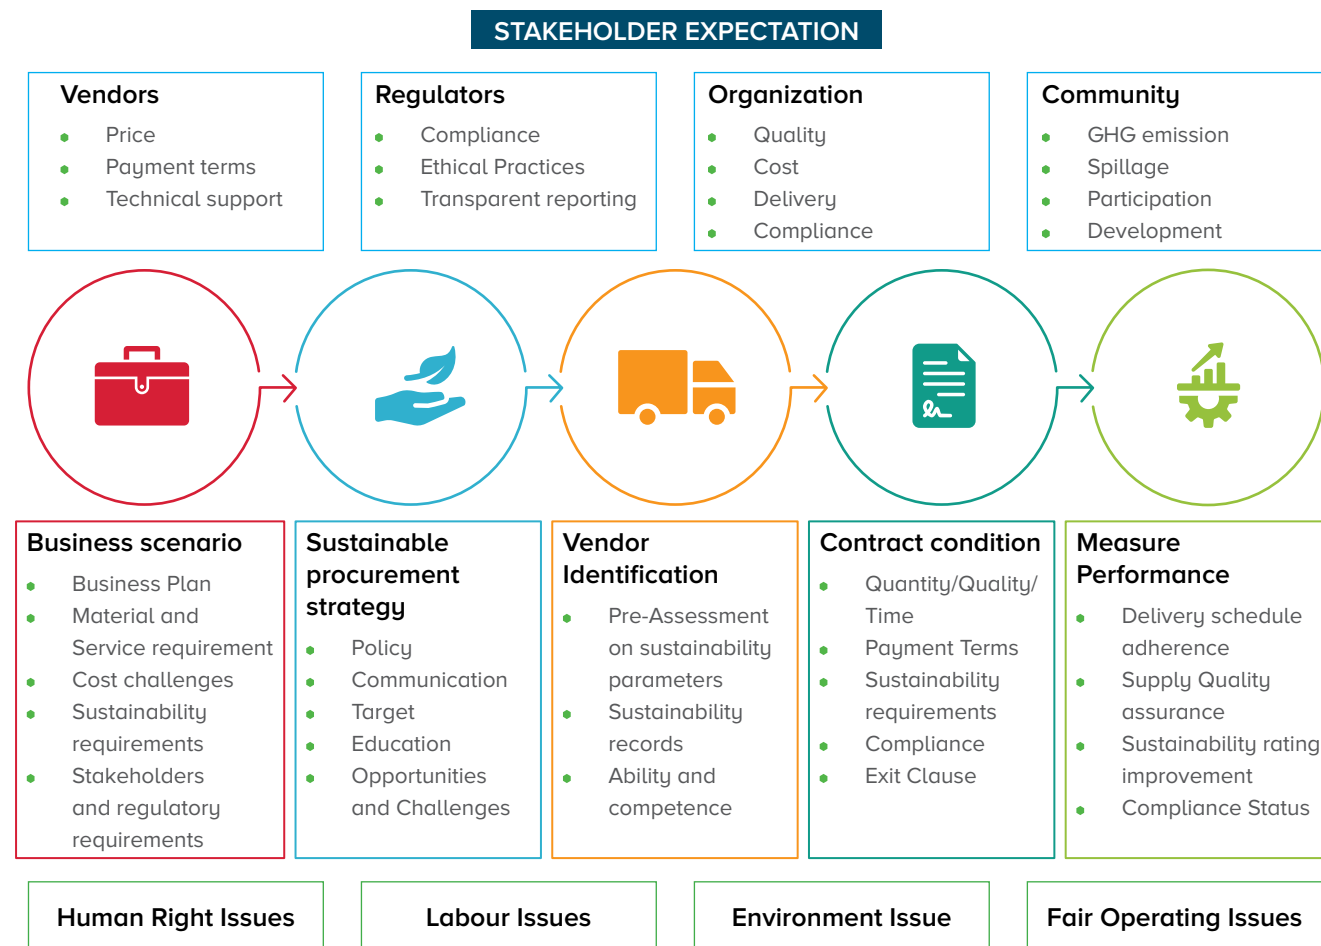 STAKEHOLDER EXPECTATION
Vendors
Price
Payment terms
Technical support
Regulators
Compliance
Ethical Practices
Transparent reporting
Organization
Quality
Cost
Delivery
Compliance
Community
GHG emission
Spillage
Participation
Development
Business scenario
Business Plan
Material and
Service requirement
Cost challenges
Sustainability
requirements
Stakeholders
and regulatory
requirements
Sustainable
procurement
strategy
Policy
Communication
Target
Education
Opportunities
and Challenges
Vendor
Identification
Pre-Assessment
on sustainability
parameters
Sustainability
records
Ability and
competence
Contract condition
Quantity/Quality/
Time
Payment Terms
Sustainability
requirements
Compliance
Exit Clause
Measure
Performance
Delivery schedule
adherence
Supply Quality
assurance
Sustainability rating
improvement
Compliance Status
Human Right Issues
Labour Issues
Environment Issue
Fair Operating Issues